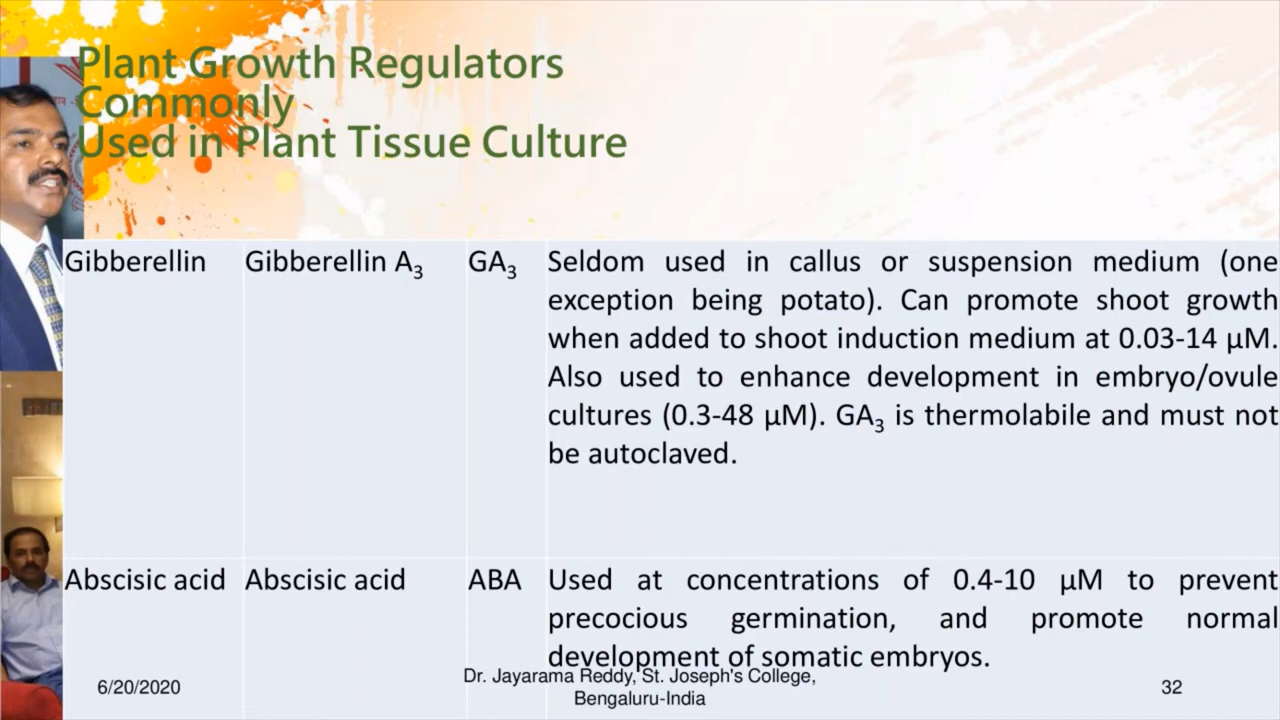 Plant Growth Regulators
Commonly
Used in Plant Tissue Culture
Gibberellin
Gibberellin A₃
GA₃
Seldom used in callus or suspension medium (one
exception being potato). Can promote shoot growth
when added to shoot induction medium at 0.03-14 µM.
Also used to enhance development in embryo/ovule
cultures (0.3-48 µM). GA₃ is thermolabile and must not
be autoclaved.
Abscisic acid
Abscisic acid
ABA
Used at concentrations of 0.4-10 µM to prevent
precocious germination, and promote normal
development of somatic embryos.
6/20/2020
Dr. Jayarama Reddy, St. Joseph's College,
Bengaluru-India
32